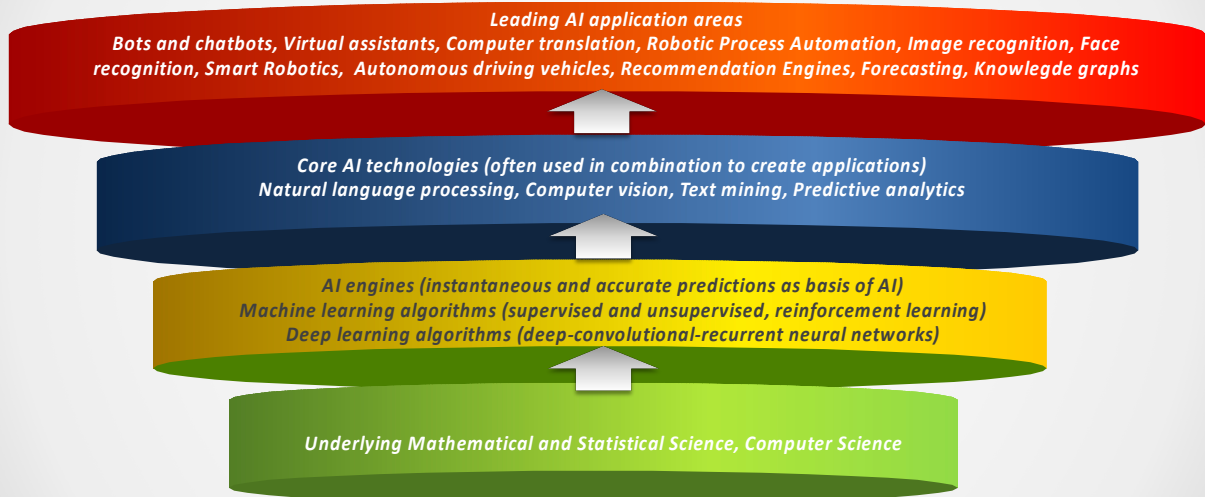 Leading AI application areas
Bots and chatbots, Virtual assistants, Computer translation, Robotic Process Automation, Image recognition, Face
recognition, Smart Robotics, Autonomous driving vehicles, Recommendation Engines, Forecasting, Knowlegde graphs
Core AI technologies (often used in combination to create applications)
Natural language processing, Computer vision, Text mining, Predictive analytics
AI engines (instantaneous and accurate predictions as basis of AI)
Machine learning algorithms (supervised and unsupervised, reinforcement learning)
Deep learning algorithms (deep-convolutional-recurrent neural networks)
Underlying Mathematical and Statistical Science, Computer Science